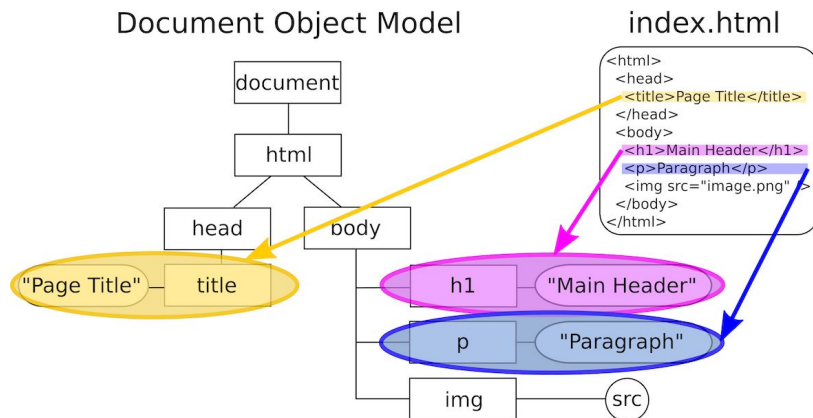 Document Object Model
index.html
document
html
head
body
"Page Title"
title
h1
"Main Header"
p
"Paragraph"
img
src
<html>
<head>
<title>Page Title</title>
</head>
<body>
<h1>Main Header</h1>
<p>Paragraph</p>
<img src="image.png" />
</body>
</html>